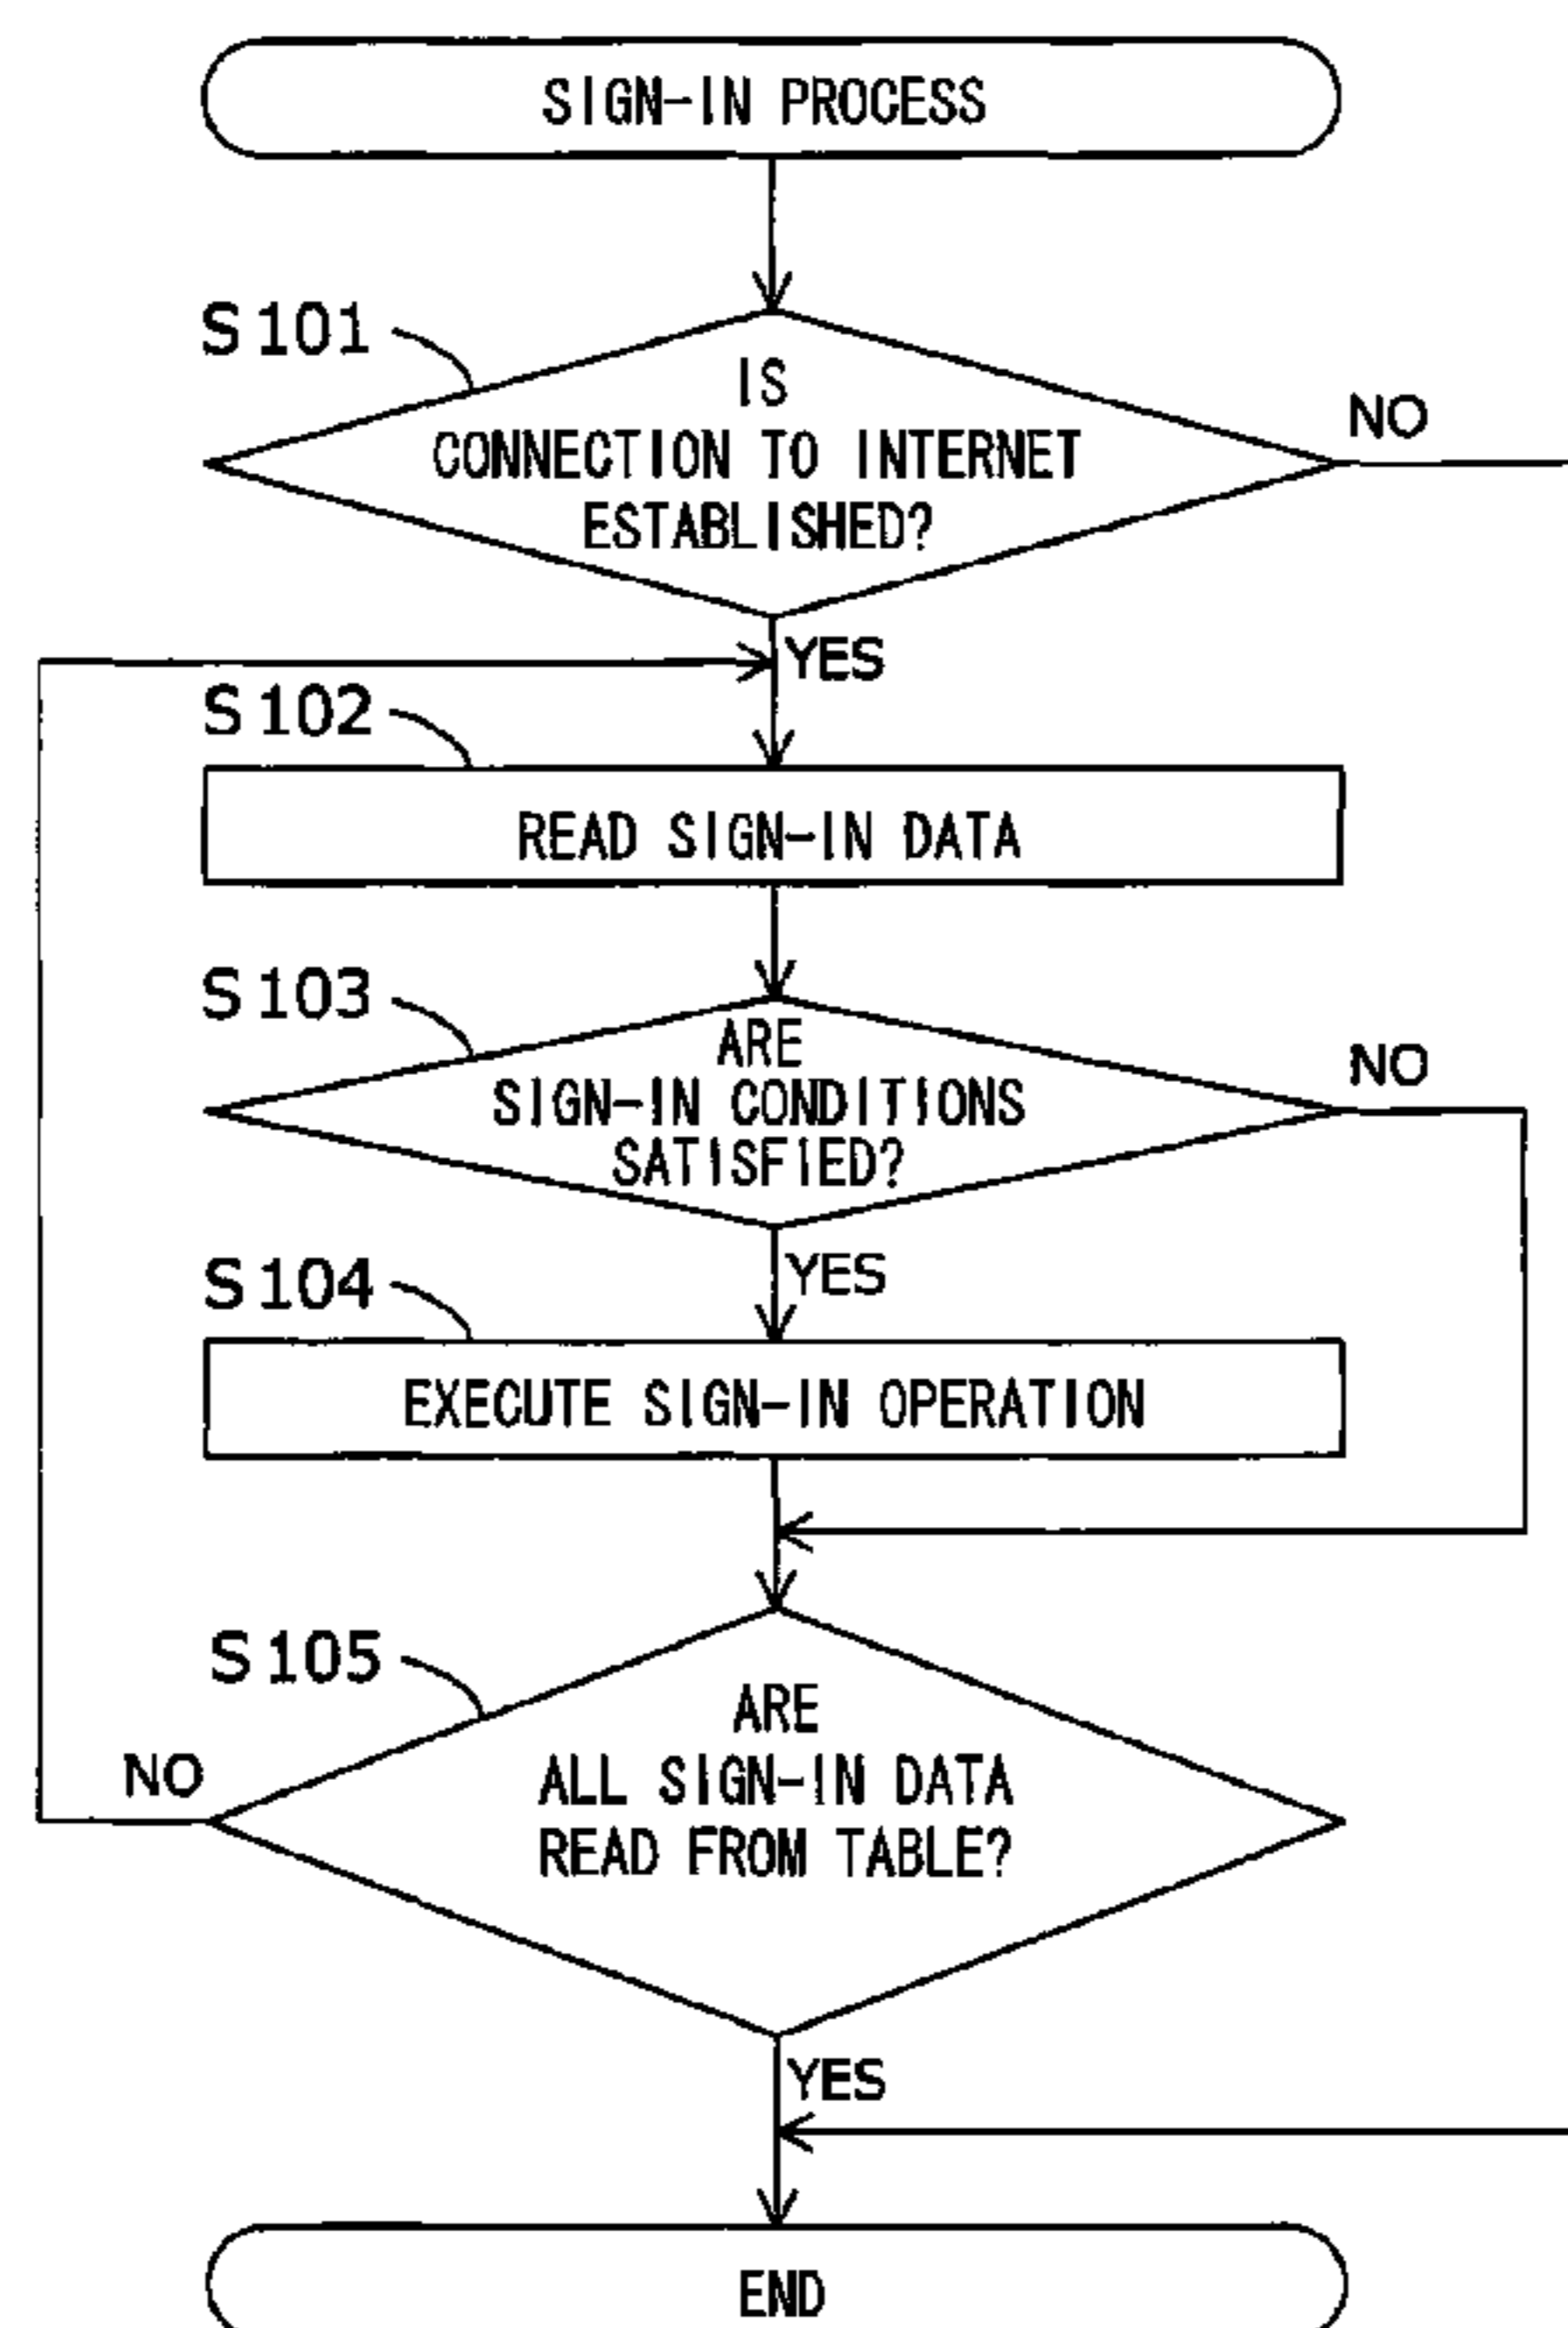 SIGN-IN PROCESS
S101
IS
CONNECTION TO INTERNET
ESTABLISHED?
NO
YES
S102
READ SIGN-IN DATA
S103
ARE
SIGN-IN CONDITIONS
SATISFIED?
NO
YES
S104
EXECUTE SIGN-IN OPERATION
S105
ARE
ALL SIGN-IN DATA
READ FROM TABLE?
NO
YES
END